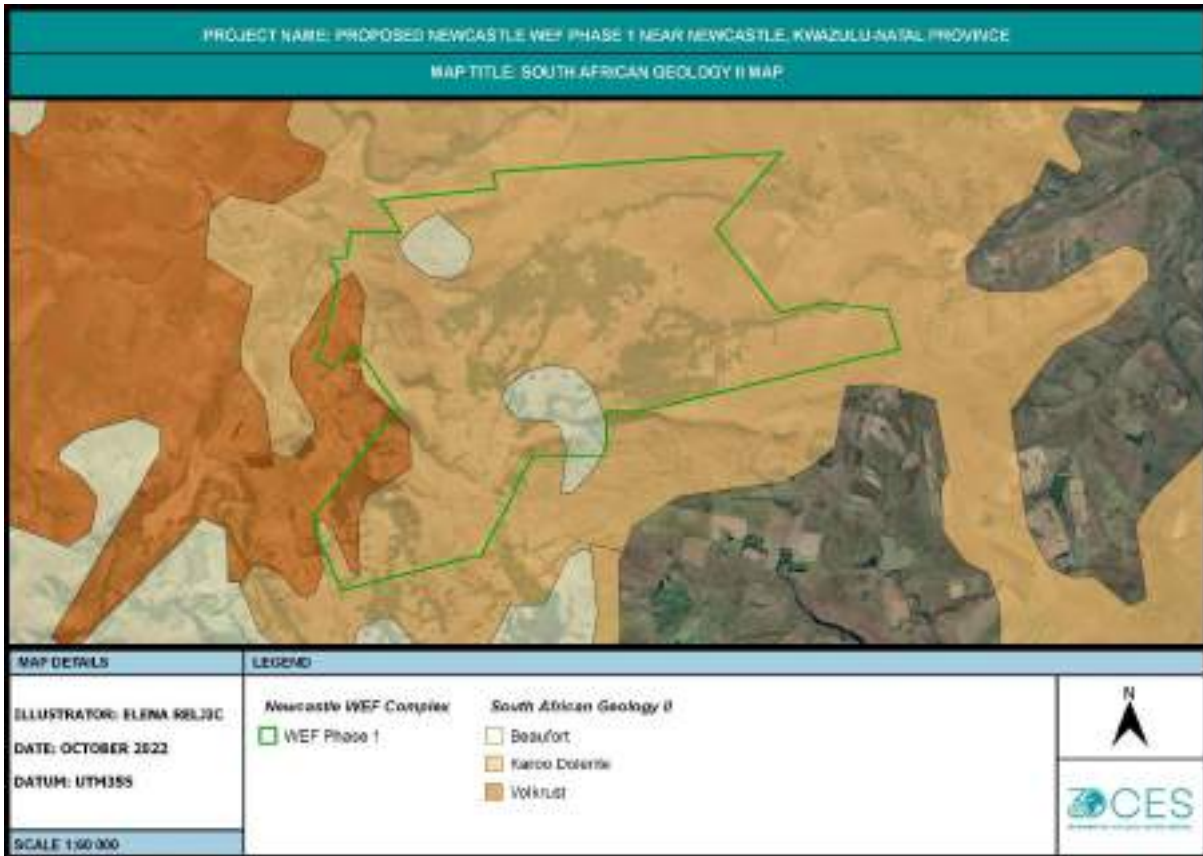 PROJECT NAME: PROPOSED NEWCASTLE WEF PHASE 1 NEAR NEWCASTLE, KWAZULU-NATAL PROVINCE
MAP TITLE: SOUTH AFRICAN GEOLOGY II MAP
MAP DETAILS
LEGEND
ILLUSTRATOR: ELENA RELJIC
DATE: OCTOBER 2022
DATUM: UTM35S
SCALE 1:60 000
Newcastle WEF Complex
WEF Phase 1
South African Geology II
Beaufort
Karoo Dolerite
Volkrust
N
CES